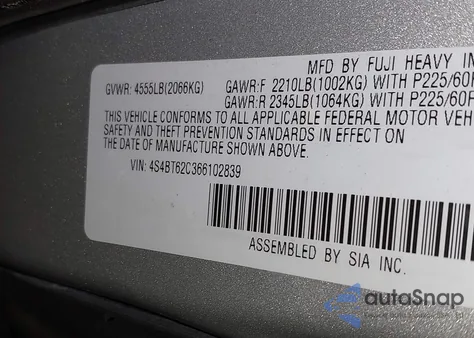 MFD BY FUJI HEAVY IN
GVWR: 4555LB(2066KG) GAWR:F 2210LB(1002KG) WITH P225/60
GAWR:R 2345LB(1064KG) WITH P225/60
THIS VEHICLE CONFORMS TO ALL APPLICABLE FEDERAL MOTOR VEH
SAFETY AND THEFT PREVENTION STANDARDS IN EFFECT ON
THE DATE OF MANUFACTURE SHOWN ABOVE.
VIN: 4S4BT62C366102839
ASSEMBLED BY SIA INC.
autoSnap